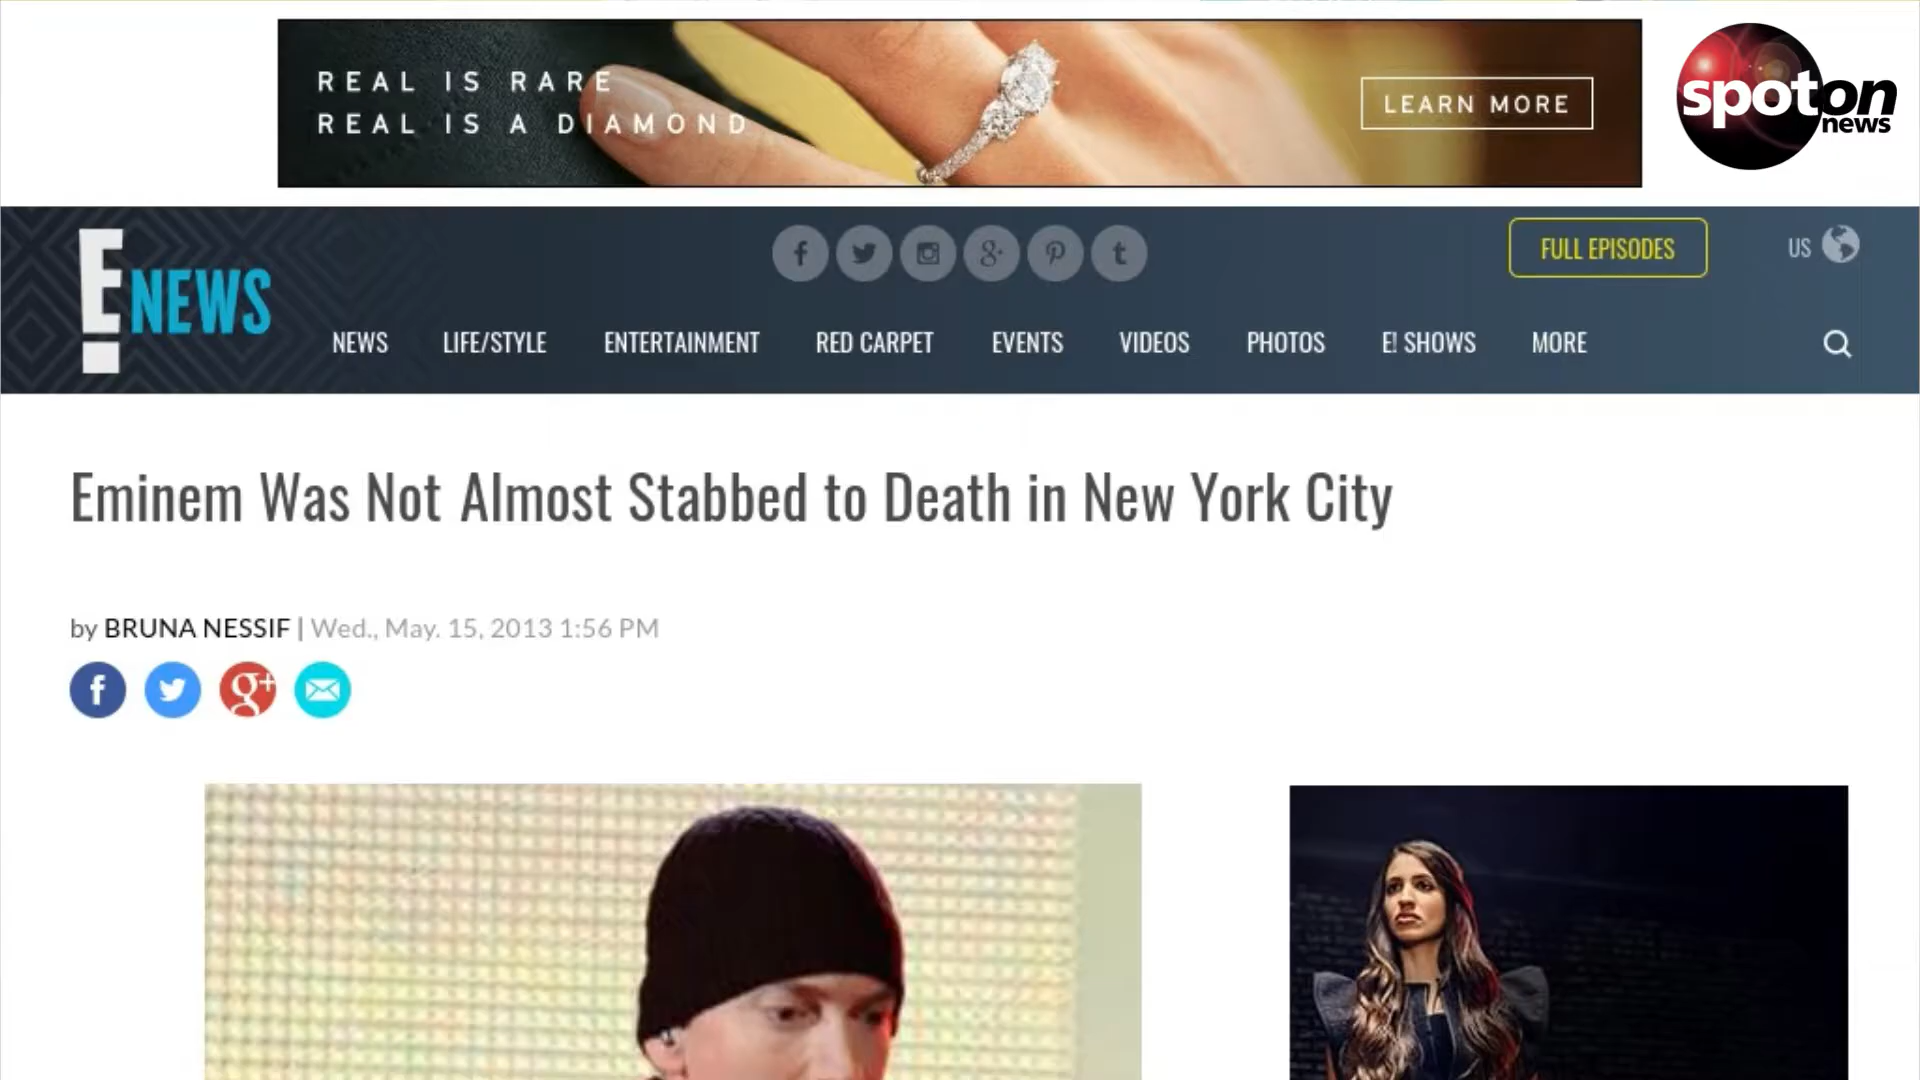 REAL IS RARE
REAL IS A DIAMOND
LEARN MORE
spoton
news
E!
NEWS
f
g+
t
FULL EPISODES
US
NEWS
LIFE/STYLE
ENTERTAINMENT
RED CARPET
EVENTS
VIDEOS
PHOTOS
E! SHOWS
MORE
Eminem Was Not Almost Stabbed to Death in New York City
by BRUNA NESSIF | Wed., May. 15, 2013 1:56 PM
f
g+